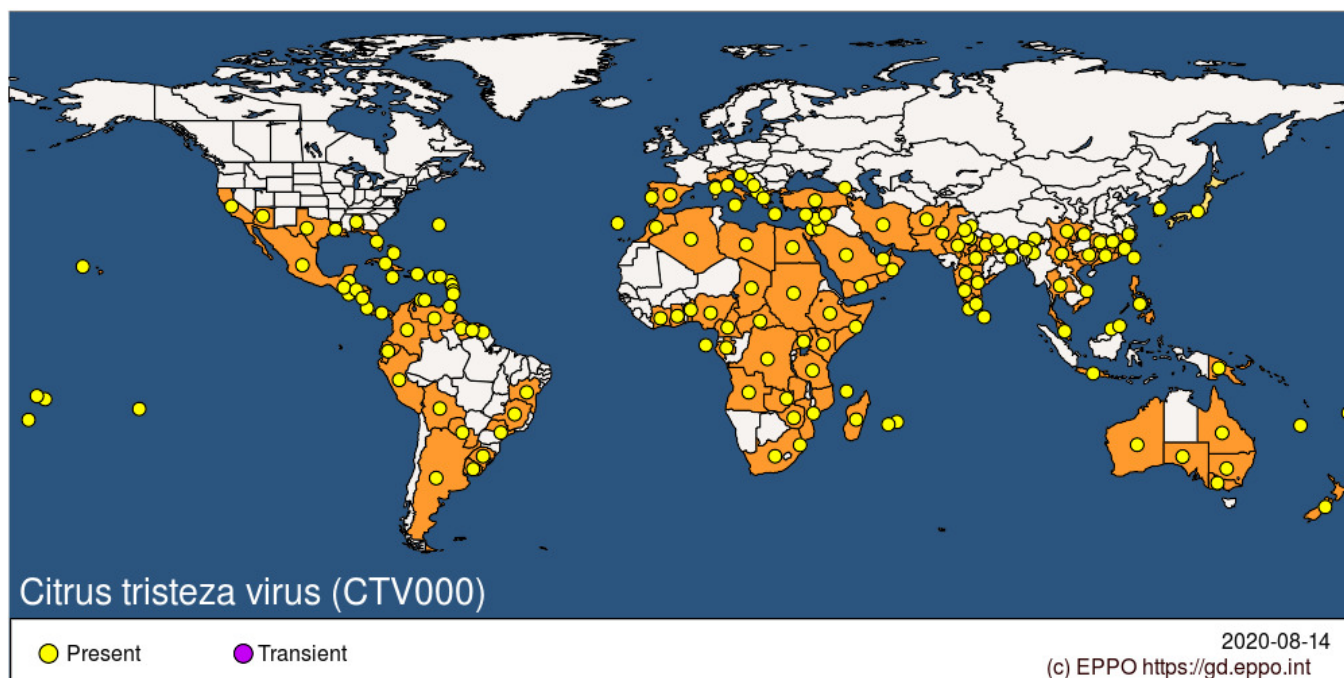 Citrus tristeza virus (CTV000)
Present
Transient
2020-08-14
(c) EPPO https://gd.eppo.int